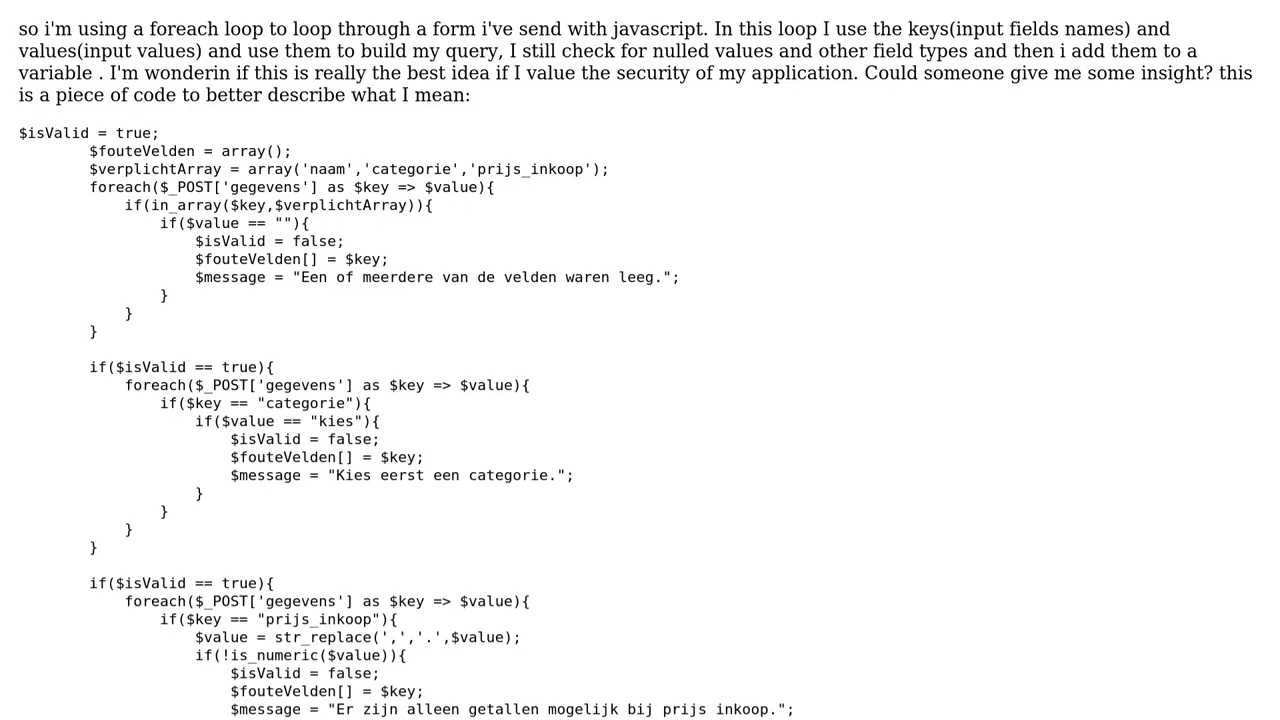 so i'm using a foreach loop to loop through a form i've send with javascript. In this loop I use the keys(input fields names) and
values(input values) and use them to build my query, I still check for nulled values and other field types and then i add them to a
variable . I'm wonderin if this is really the best idea if I value the security of my application. Could someone give me some insight? this
is a piece of code to better describe what I mean:
$isValid = true;
        $fouteVelden = array();
        $verplichtArray = array('naam','categorie','prijs_inkoop');
        foreach($_POST['gegevens'] as $key => $value){
            if(in_array($key,$verplichtArray)){
                if($value == ""){
                    $isValid = false;
                    $fouteVelden[] = $key;
                    $message = "Een of meerdere van de velden waren leeg.";
                }
            }
        }
        if($isValid == true){
            foreach($_POST['gegevens'] as $key => $value){
                if($key == "categorie"){
                    if($value == "kies"){
                        $isValid = false;
                        $fouteVelden[] = $key;
                        $message = "Kies eerst een categorie.";
                    }
                }
            }
        }
        if($isValid == true){
            foreach($_POST['gegevens'] as $key => $value){
                if($key == "prijs_inkoop"){
                    $value = str_replace(',','.',$value);
                    if(!is_numeric($value)){
                        $isValid = false;
                        $fouteVelden[] = $key;
                        $message = "Er zijn alleen getallen mogelijk bij prijs inkoop.";